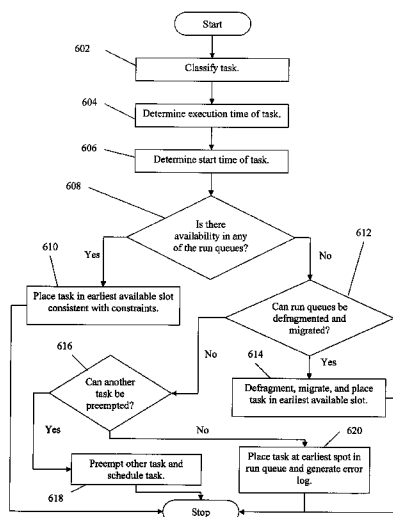 Start
602
Classify task.
604
Determine execution time of task.
606
Determine start time of task.
608
Is there
availability in any
of the run queues?
610
Yes
No
612
Place task in earliest available slot
consistent with constraints.
Can run queues be
defragmented and
migrated?
616
No
614
Yes
Can another
task be
preempted?
Defragment, migrate, and place
task in earliest available slot.
Yes
No
620
Preempt other task and
schedule task.
618
Place task at earliest spot in
run queue and generate error
log.
Stop